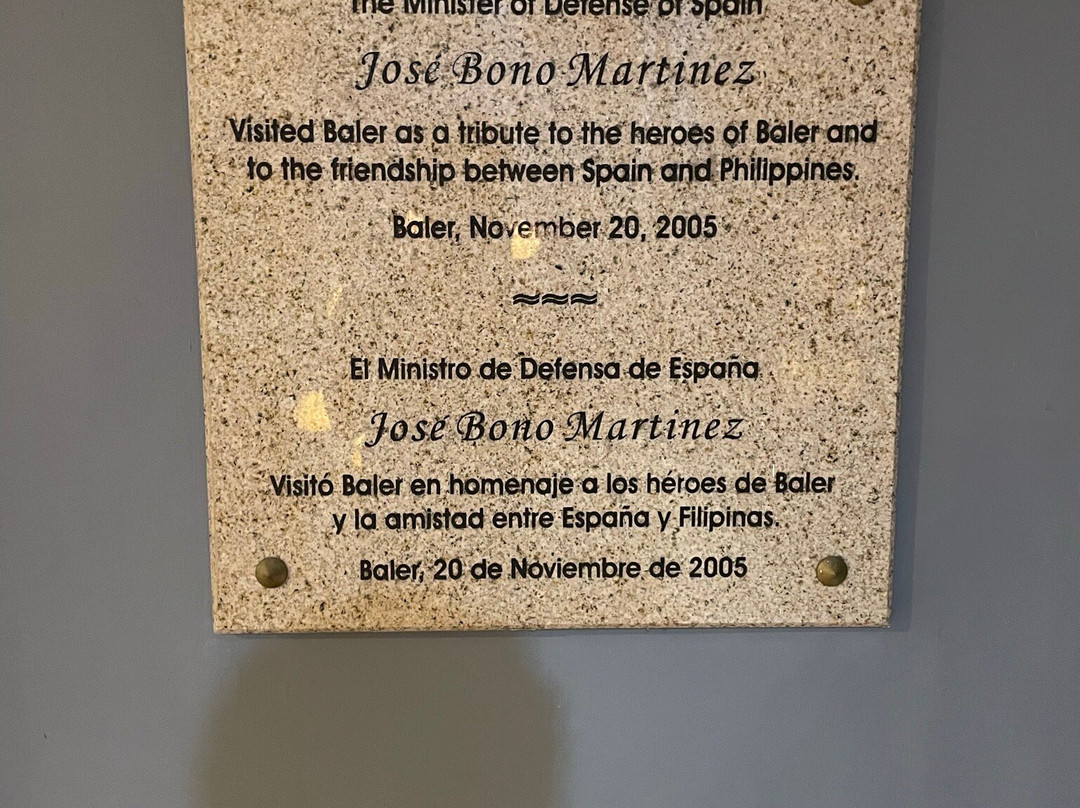 The Minister of Defense of Spain
José Bono Martinez
Visited Baler as a tribute to the heroes of Baler and
to the friendship between Spain and Philippines.
Baler, November 20, 2005
≈≈≈
El Ministro de Defensa de España
José Bono Martinez
Visitó Baler en homenaje a los héroes de Baler
y la amistad entre España y Filipinas.
Baler, 20 de Noviembre de 2005